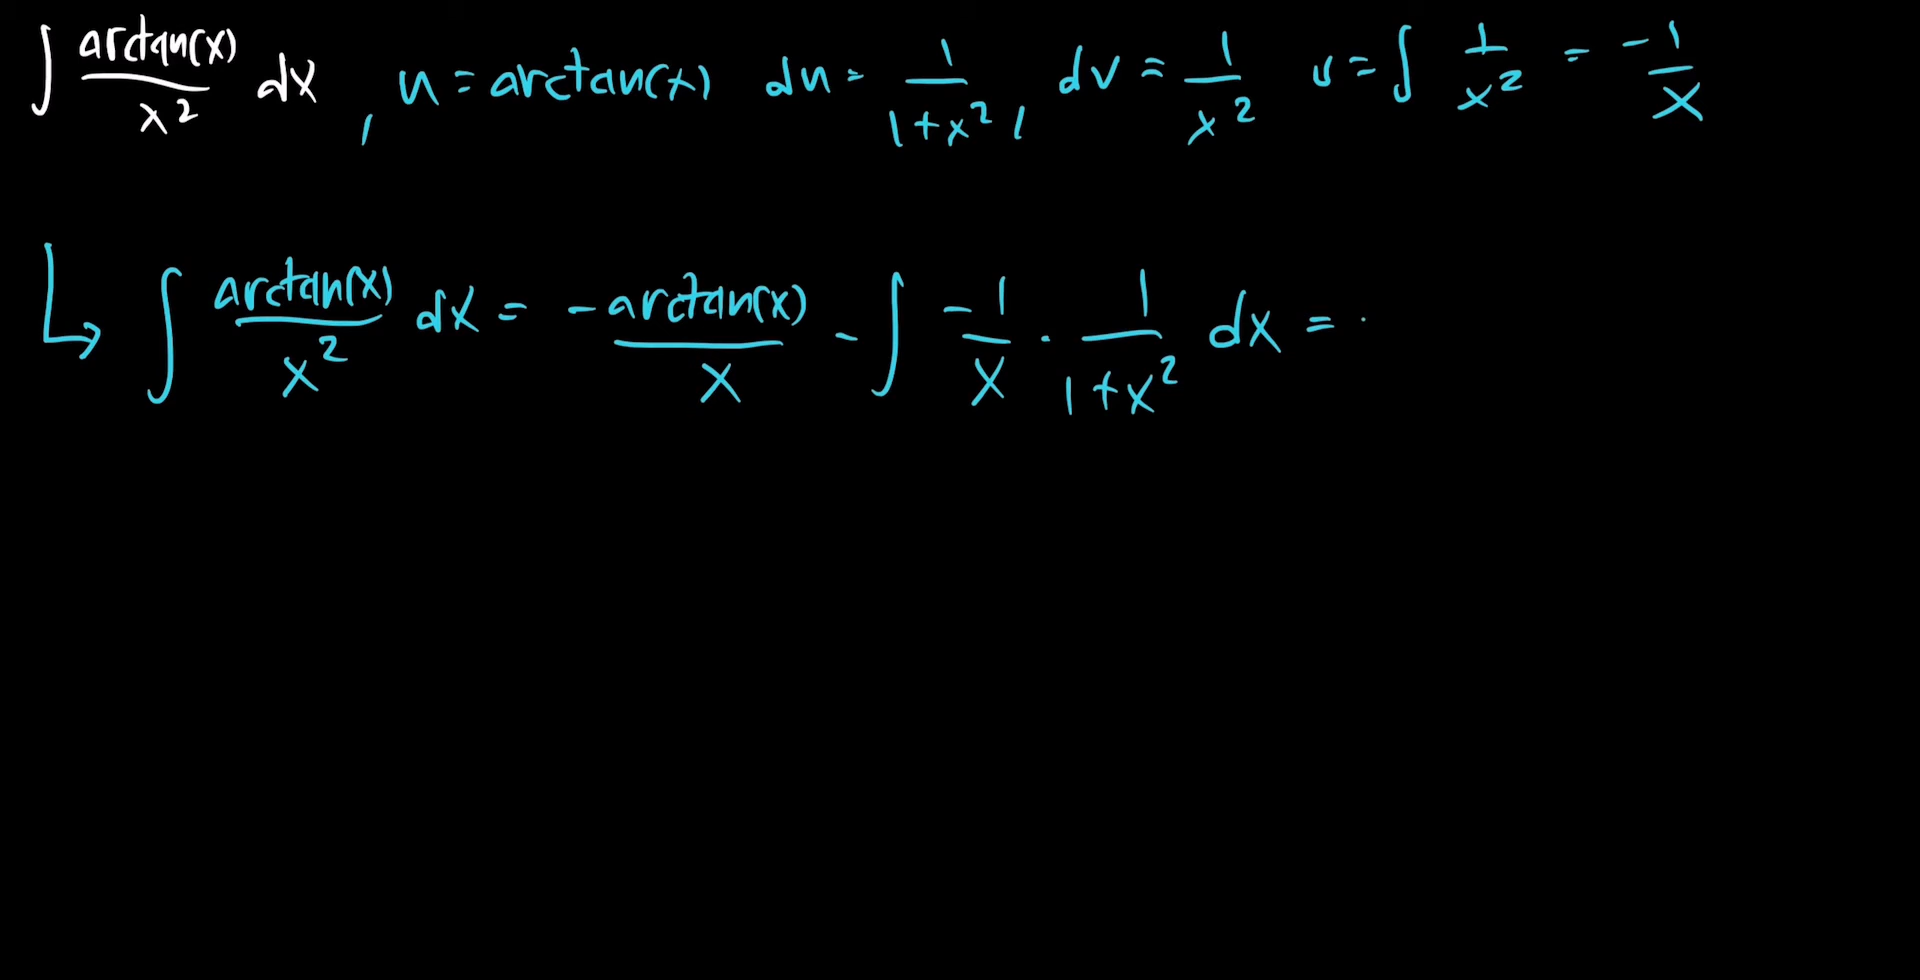 ∫ arctan(x)/x² dx , u = arctan(x) du = 1/(1+x²) , dv = 1/x² v = ∫ 1/x² = -1/x
↳ ∫ arctan(x)/x² dx = -arctan(x)/x - ∫ -1/x · 1/(1+x²) dx =